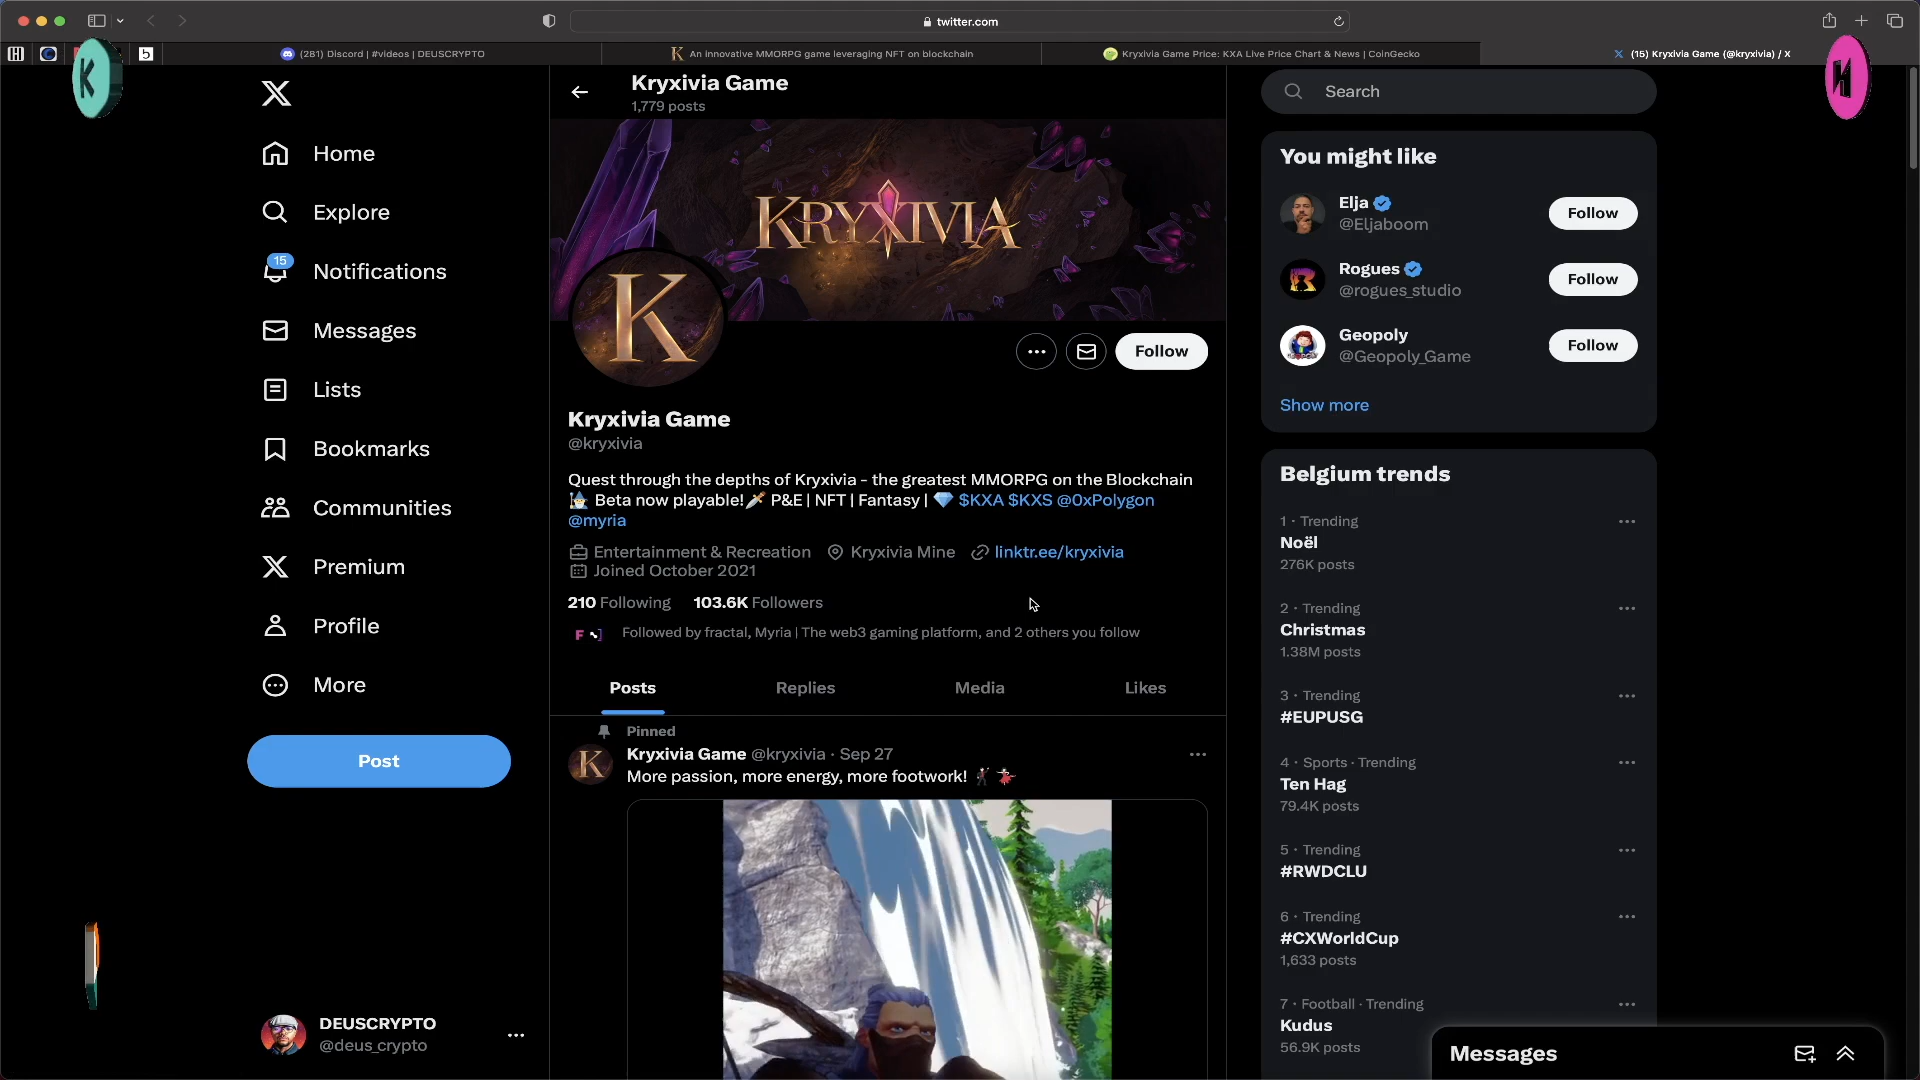 twitter.com
(281) Discord | #videos | DEUSCRYPTO
An innovative MMORPG game leveraging NFT on blockchain
Kryxivia Game Price: KXA Live Price Chart & News | CoinGecko
(15) Kryxivia Game (@kryxivia) / X
Home
Explore
15
Notifications
Messages
Lists
Bookmarks
Communities
Premium
Profile
More
Post
DEUSCRYPTO
@deus_crypto
Kryxivia Game
1,779 posts
KRYXIVIA
K
Follow
Kryxivia Game
@kryxivia
Quest through the depths of Kryxivia - the greatest MMORPG on the Blockchain
🧙‍♂️ Beta now playable!🗡️ P&E | NFT | Fantasy | 💎 $KXA $KXS @0xPolygon
@myria
Entertainment & Recreation Kryxivia Mine linktr.ee/kryxivia
Joined October 2021
210 Following 103.6K Followers
Followed by fractal, Myria | The web3 gaming platform, and 2 others you follow
Posts Replies Media Likes
Pinned
Kryxivia Game @kryxivia · Sep 27
More passion, more energy, more footwork! 🕺 💃
Search
You might like
Elja
@Eljaboom
Follow
Rogues
@rogues_studio
Follow
Geopoly
@Geopoly_Game
Follow
Show more
Belgium trends
1 · Trending
Noël
276K posts
2 · Trending
Christmas
1.38M posts
3 · Trending
#EUPUSG
4 · Sports · Trending
Ten Hag
79.4K posts
5 · Trending
#RWDCLU
6 · Trending
#CXWorldCup
1,633 posts
7 · Football · Trending
Kudus
56.9K posts
Messages